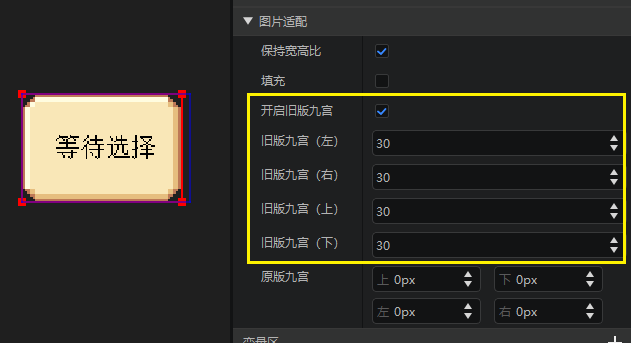 图片适配
保持宽高比
填充
开启旧版九宫
等待选择
旧版九宫（左） 30
旧版九宫（右） 30
旧版九宫（上） 30
旧版九宫（下） 30
原版九宫 上 0px 下 0px
左 0px 右 0px